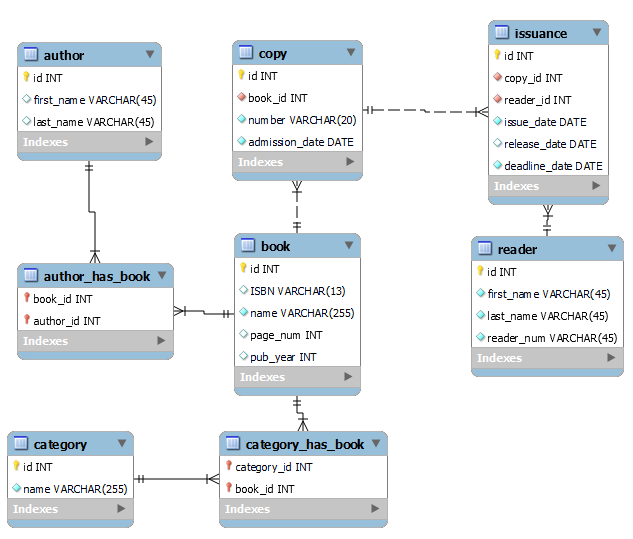 author
id INT
first_name VARCHAR(45)
last_name VARCHAR(45)
Indexes
copy
id INT
book_id INT
number VARCHAR(20)
admission_date DATE
Indexes
issuance
id INT
copy_id INT
reader_id INT
issue_date DATE
release_date DATE
deadline_date DATE
Indexes
author_has_book
book_id INT
author_id INT
Indexes
book
id INT
ISBN VARCHAR(13)
name VARCHAR(255)
page_num INT
pub_year INT
Indexes
reader
id INT
first_name VARCHAR(45)
last_name VARCHAR(45)
reader_num VARCHAR(45)
Indexes
category
id INT
name VARCHAR(255)
Indexes
category_has_book
category_id INT
book_id INT
Indexes